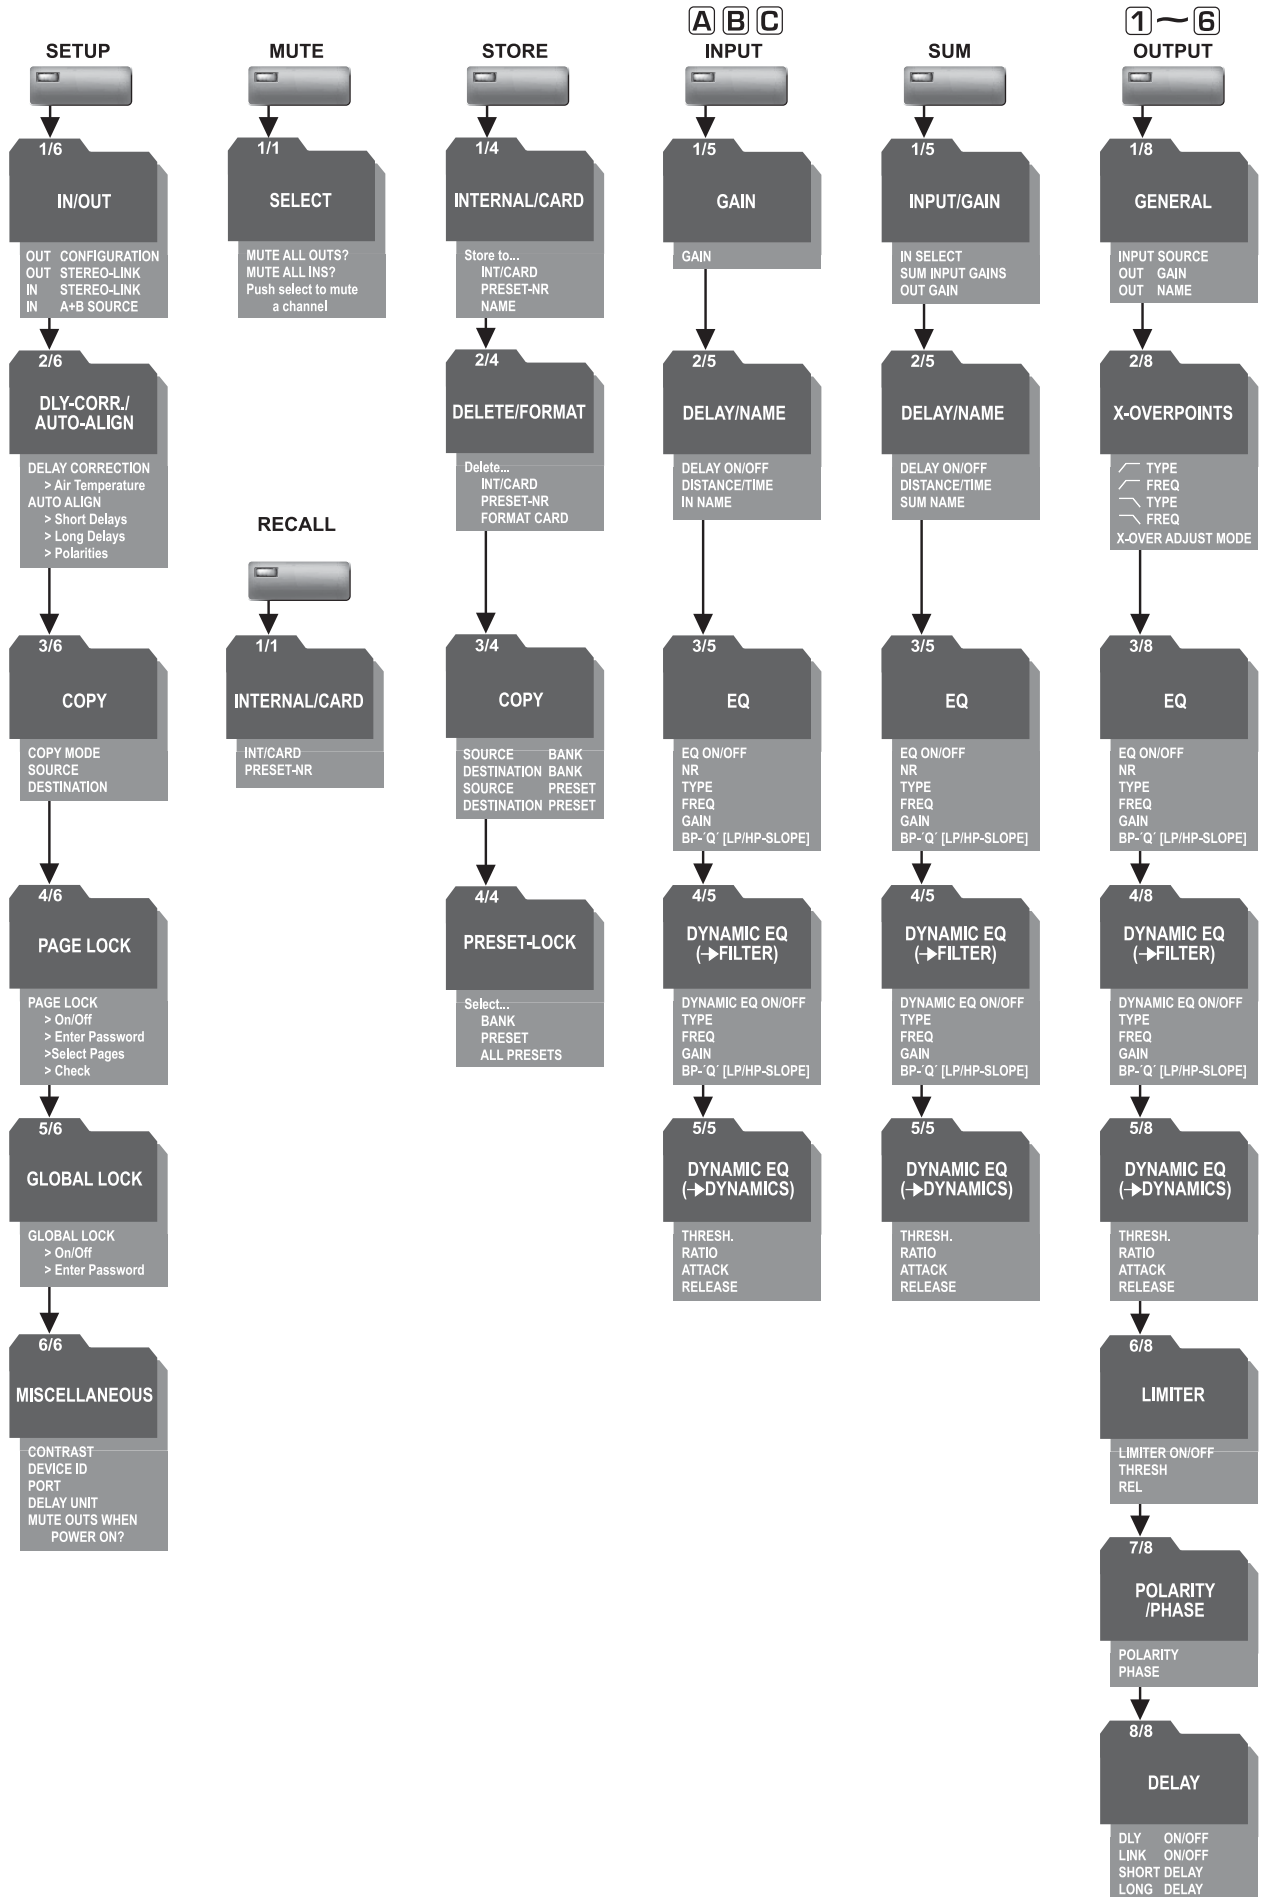 SETUP
1/6
IN/OUT
OUT CONFIGURATION
OUT STEREO-LINK
IN STEREO-LINK
IN A+B SOURCE
2/6
DLY-CORR./
AUTO-ALIGN
DELAY CORRECTION
> Air Temperature
AUTO ALIGN
> Short Delays
> Long Delays
> Polarities
3/6
COPY
COPY MODE
SOURCE
DESTINATION
4/6
PAGE LOCK
PAGE LOCK
> On/Off
> Enter Password
>Select Pages
> Check
5/6
GLOBAL LOCK
GLOBAL LOCK
> On/Off
> Enter Password
6/6
MISCELLANEOUS
CONTRAST
DEVICE ID
PORT
DELAY UNIT
MUTE OUTS WHEN
POWER ON?
MUTE
1/1
SELECT
MUTE ALL OUTS?
MUTE ALL INS?
Push select to mute
a channel
RECALL
1/1
INTERNAL/CARD
INT/CARD
PRESET-NR
STORE
1/4
INTERNAL/CARD
Store to...
INT/CARD
PRESET-NR
NAME
2/4
DELETE/FORMAT
Delete...
INT/CARD
PRESET-NR
FORMAT CARD
3/4
COPY
SOURCE BANK
DESTINATION BANK
SOURCE PRESET
DESTINATION PRESET
4/4
PRESET-LOCK
Select...
BANK
PRESET
ALL PRESETS
A B C
INPUT
1/5
GAIN
GAIN
2/5
DELAY/NAME
DELAY ON/OFF
DISTANCE/TIME
IN NAME
3/5
EQ
EQ ON/OFF
NR
TYPE
FREQ
GAIN
BP-´Q´ [LP/HP-SLOPE]
4/5
DYNAMIC EQ
(→FILTER)
DYNAMIC EQ ON/OFF
TYPE
FREQ
GAIN
BP-´Q´ [LP/HP-SLOPE]
5/5
DYNAMIC EQ
(→DYNAMICS)
THRESH.
RATIO
ATTACK
RELEASE
SUM
1/5
INPUT/GAIN
IN SELECT
SUM INPUT GAINS
OUT GAIN
2/5
DELAY/NAME
DELAY ON/OFF
DISTANCE/TIME
SUM NAME
3/5
EQ
EQ ON/OFF
NR
TYPE
FREQ
GAIN
BP-´Q´ [LP/HP-SLOPE]
4/5
DYNAMIC EQ
(→FILTER)
DYNAMIC EQ ON/OFF
TYPE
FREQ
GAIN
BP-´Q´ [LP/HP-SLOPE]
5/5
DYNAMIC EQ
(→DYNAMICS)
THRESH.
RATIO
ATTACK
RELEASE
1~6
OUTPUT
1/8
GENERAL
INPUT SOURCE
OUT GAIN
OUT NAME
2/8
X-OVERPOINTS
TYPE
FREQ
TYPE
FREQ
X-OVER ADJUST MODE
3/8
EQ
EQ ON/OFF
NR
TYPE
FREQ
GAIN
BP-´Q´ [LP/HP-SLOPE]
4/8
DYNAMIC EQ
(→FILTER)
DYNAMIC EQ ON/OFF
TYPE
FREQ
GAIN
BP-´Q´ [LP/HP-SLOPE]
5/8
DYNAMIC EQ
(→DYNAMICS)
THRESH.
RATIO
ATTACK
RELEASE
6/8
LIMITER
LIMITER ON/OFF
THRESH
REL
7/8
POLARITY
/PHASE
POLARITY
PHASE
8/8
DELAY
DLY ON/OFF
LINK ON/OFF
SHORT DELAY
LONG DELAY